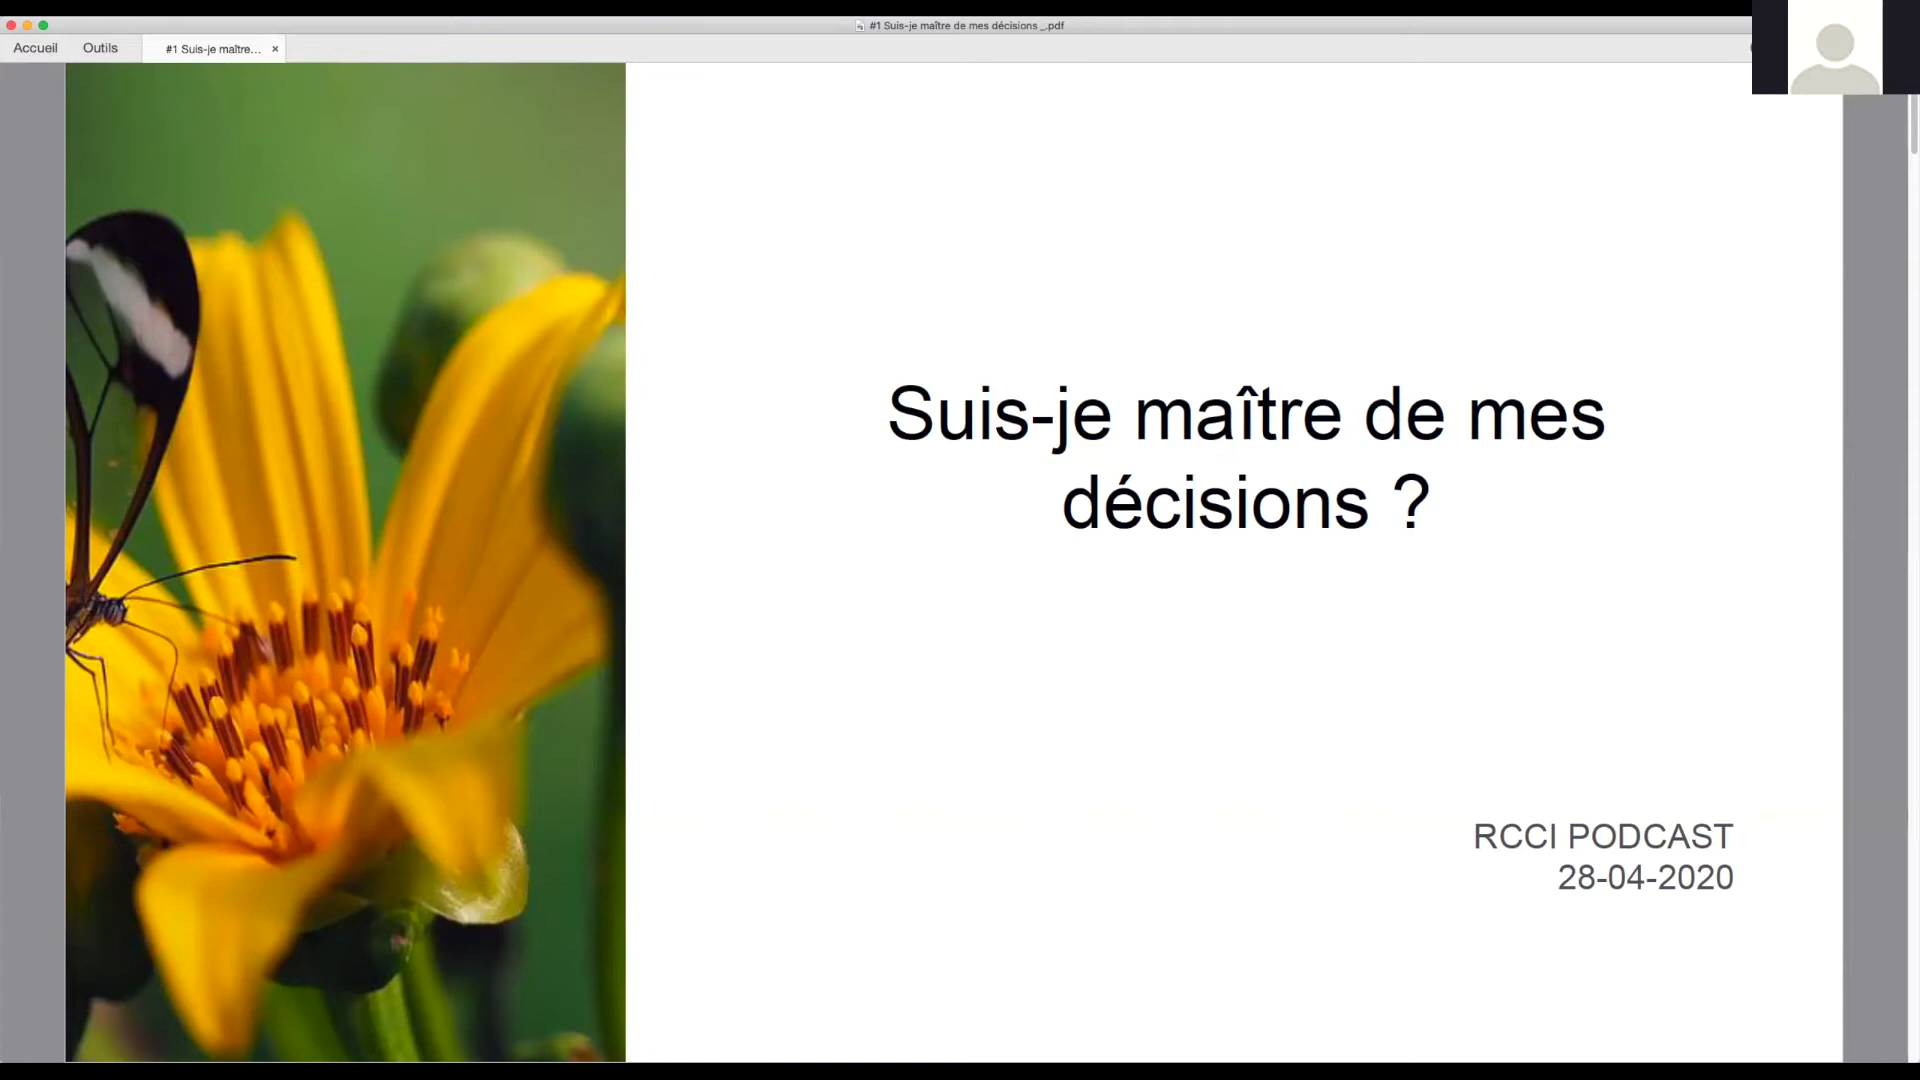 #1 Suis-je maître de mes décisions _.pdf
Accueil
Outils
#1 Suis-je maître...
Suis-je maître de mes
décisions ?
RCCI PODCAST
28-04-2020